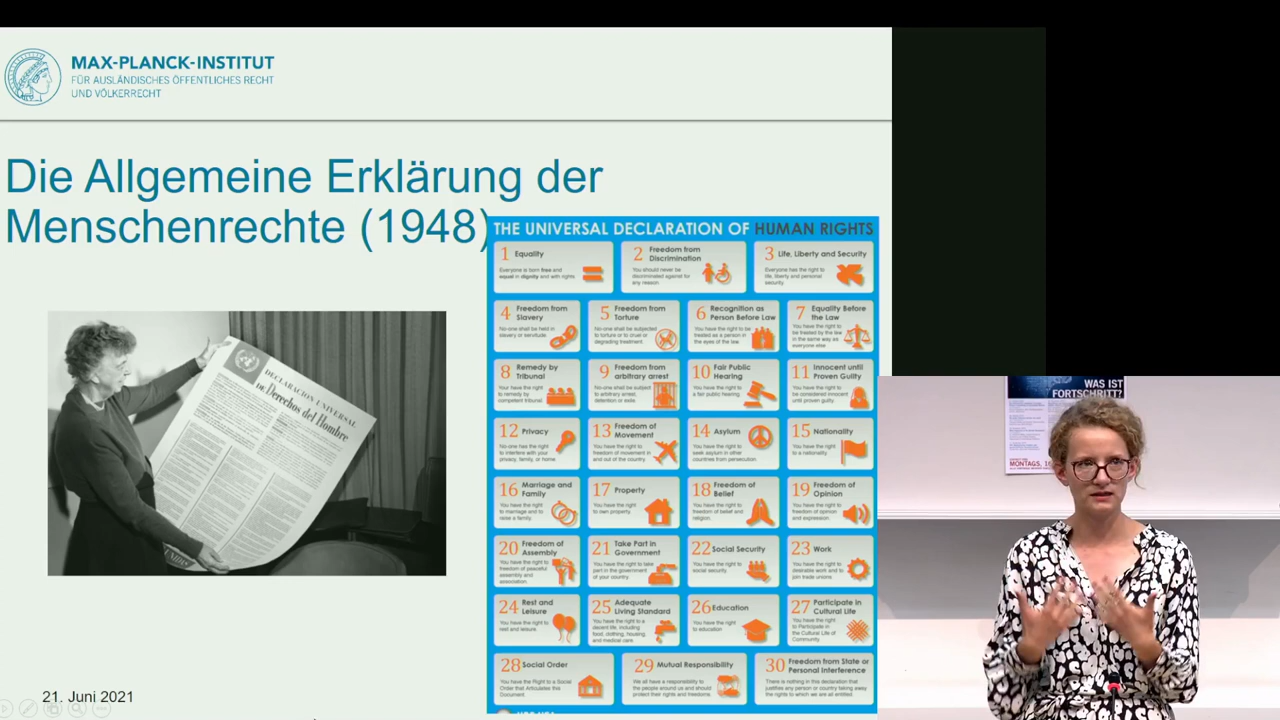 MAX-PLANCK-INSTITUT
FÜR AUSLÄNDISCHES ÖFFENTLICHES RECHT
UND VÖLKERRECHT
Die Allgemeine Erklärung der
Menschenrechte (1948)
DECLARACION UNIVERSAL
DE Derechos del Hombre
THE UNIVERSAL DECLARATION OF HUMAN RIGHTS
1 Equality
Everyone is born free and
equal in dignity and with rights
2 Freedom from
Discrimination
You should never be
discriminated against for
any reason.
3 Life, Liberty and Security
Everyone has the right to
life, liberty and personal
security.
4 Freedom from
Slavery
No-one shall be held in
slavery or servitude.
5 Freedom from
Torture
No-one shall be subjected
to torture or to cruel or
degrading treatment.
6 Recognition as
Person Before Law
You have the right to be
treated as a person in
the eyes of the law.
7 Equality Before
the Law
You have the right to
be treated by the law
in the same way as
everyone else.
8 Remedy by
Tribunal
Your have the right
to remedy by
competent tribunal.
9 Freedom from
arbitrary arrest
No-one shall be subject
to arbitrary arrest,
detention or exile.
10 Fair Public
Hearing
You have the right to
a fair public hearing.
11 Innocent until
Proven Guilty
You have the right to
be considered innocent
until proven guilty.
12 Privacy
No-one has the right
to interfere with your
privacy, family, or home
13 Freedom of
Movement
You have the right to
freedom of movement in
and out of the country.
14 Asylum
You have the right to
seek asylum in other
countries from persecution.
15 Nationality
You have the right
to a nationality.
16 Marriage and
Family
You have the right
to marriage and to
raise a family.
17 Property
You have the right
to own property.
18 Freedom of
Belief
You have the right to
freedom of belief and
religion.
19 Freedom of
Opinion
You have the right to
freedom of opinion
and expression.
20 Freedom of
Assembly
You have the right to
freedom of peaceful
assembly and
association.
21 Take Part in
Government
You have the right to take
part in the government
of your country.
22 Social Security
You have the right to
social security.
23 Work
You have the right to
desirable work and to
join trade unions.
24 Rest and
Leisure
You have the right to
rest and leisure.
25 Adequate
Living Standard
You have the right to a
decent life, including
food, clothing, housing,
and medical care.
26 Education
You have the right
to education.
27 Participate in
Cultural Life
You have the right
to Participate in
the Cultural Life of
Community
28 Social Order
You have the Right to a Social
Order that Articulates this
Document.
29 Mutual Responsibility
We all have a responsibility to
the people around us and should
protect their rights and freedoms.
30 Freedom from State or
Personal Interference
There is nothing in this declaration that
justifies any person or country taking away
the rights to which we are all entitled
21. Juni 2021
WAS IST
FORTSCHRITT?
MONTAGS, 16